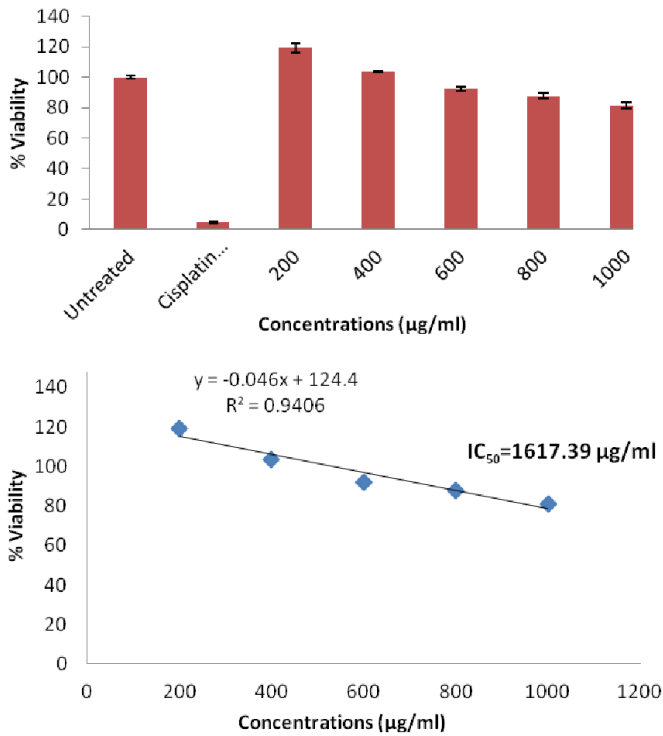 140
120
100
80
60
40
20
0
% Viability
Untreated
Cisplatin...
200
400
600
800
1000
Concentrations (µg/ml)
y = -0.046x + 124.4
R² = 0.9406
IC₅₀=1617.39 µg/ml
140
120
100
80
60
40
20
0
% Viability
0 200 400 600 800 1000 1200
Concentrations (µg/ml)